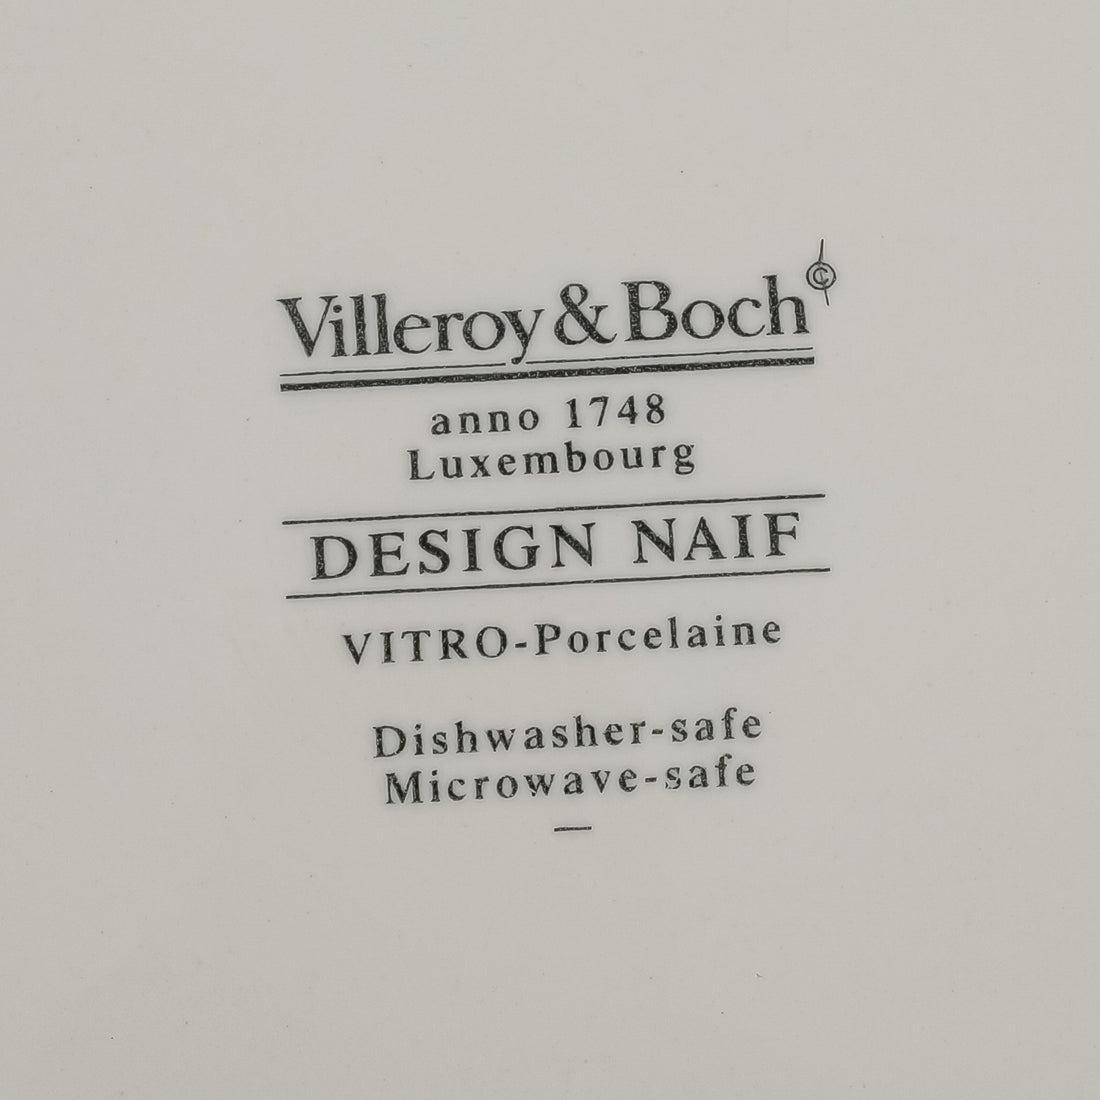 Villeroy & Boch ©
anno 1748
Luxembourg
DESIGN NAIF
VITRO-Porcelaine
Dishwasher-safe
Microwave-safe